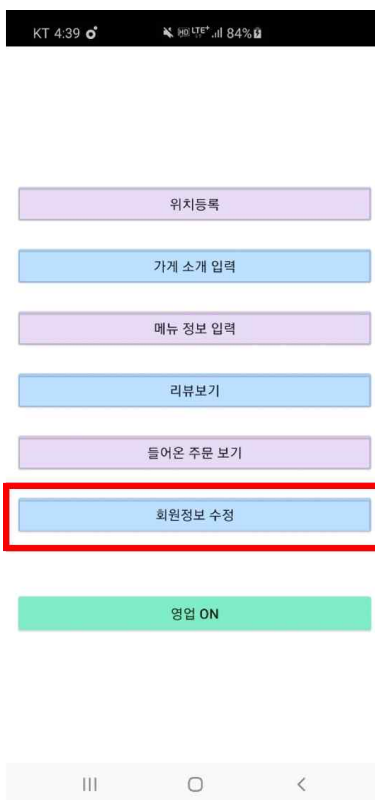 KT 4:39 HD LTE+ 84%
위치등록
가게 소개 입력
메뉴 정보 입력
리뷰보기
들어온 주문 보기
회원정보 수정
영업 ON